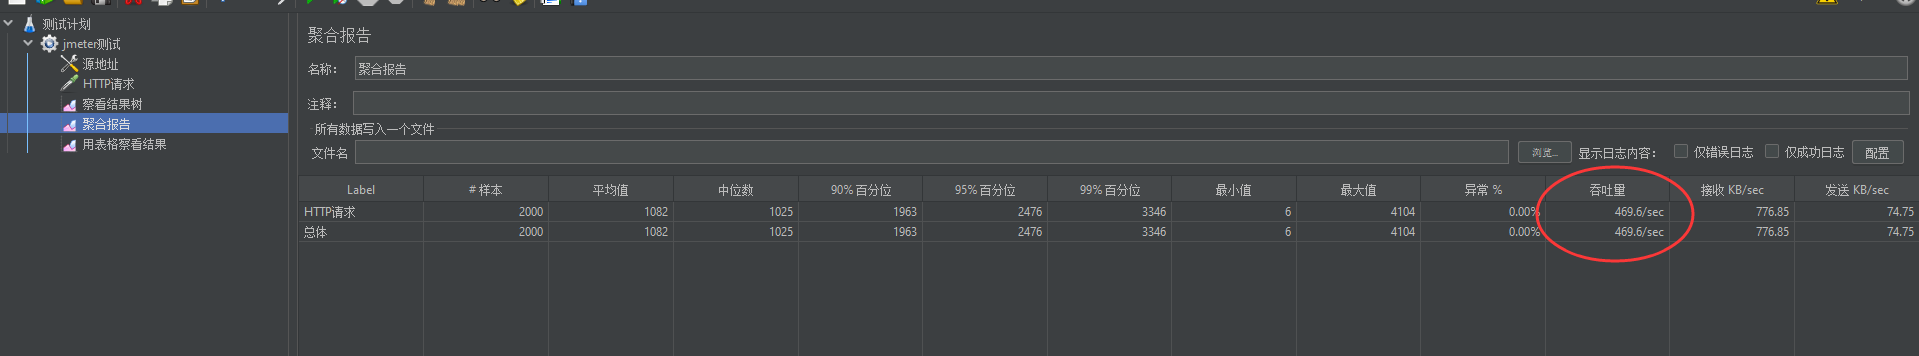 测试计划
jmeter测试
源地址
HTTP请求
察看结果树
聚合报告
用表格察看结果
聚合报告
名称： 聚合报告
注释：
所有数据写入一个文件
文件名 浏览... 显示日志内容： 仅错误日志 仅成功日志 配置
Label # 样本 平均值 中位数 90% 百分位 95% 百分位 99% 百分位 最小值 最大值 异常 % 吞吐量 接收 KB/sec 发送 KB/sec
HTTP请求 2000 1082 1025 1963 2476 3346 6 4104 0.00% 469.6/sec 776.85 74.75
总体 2000 1082 1025 1963 2476 3346 6 4104 0.00% 469.6/sec 776.85 74.75